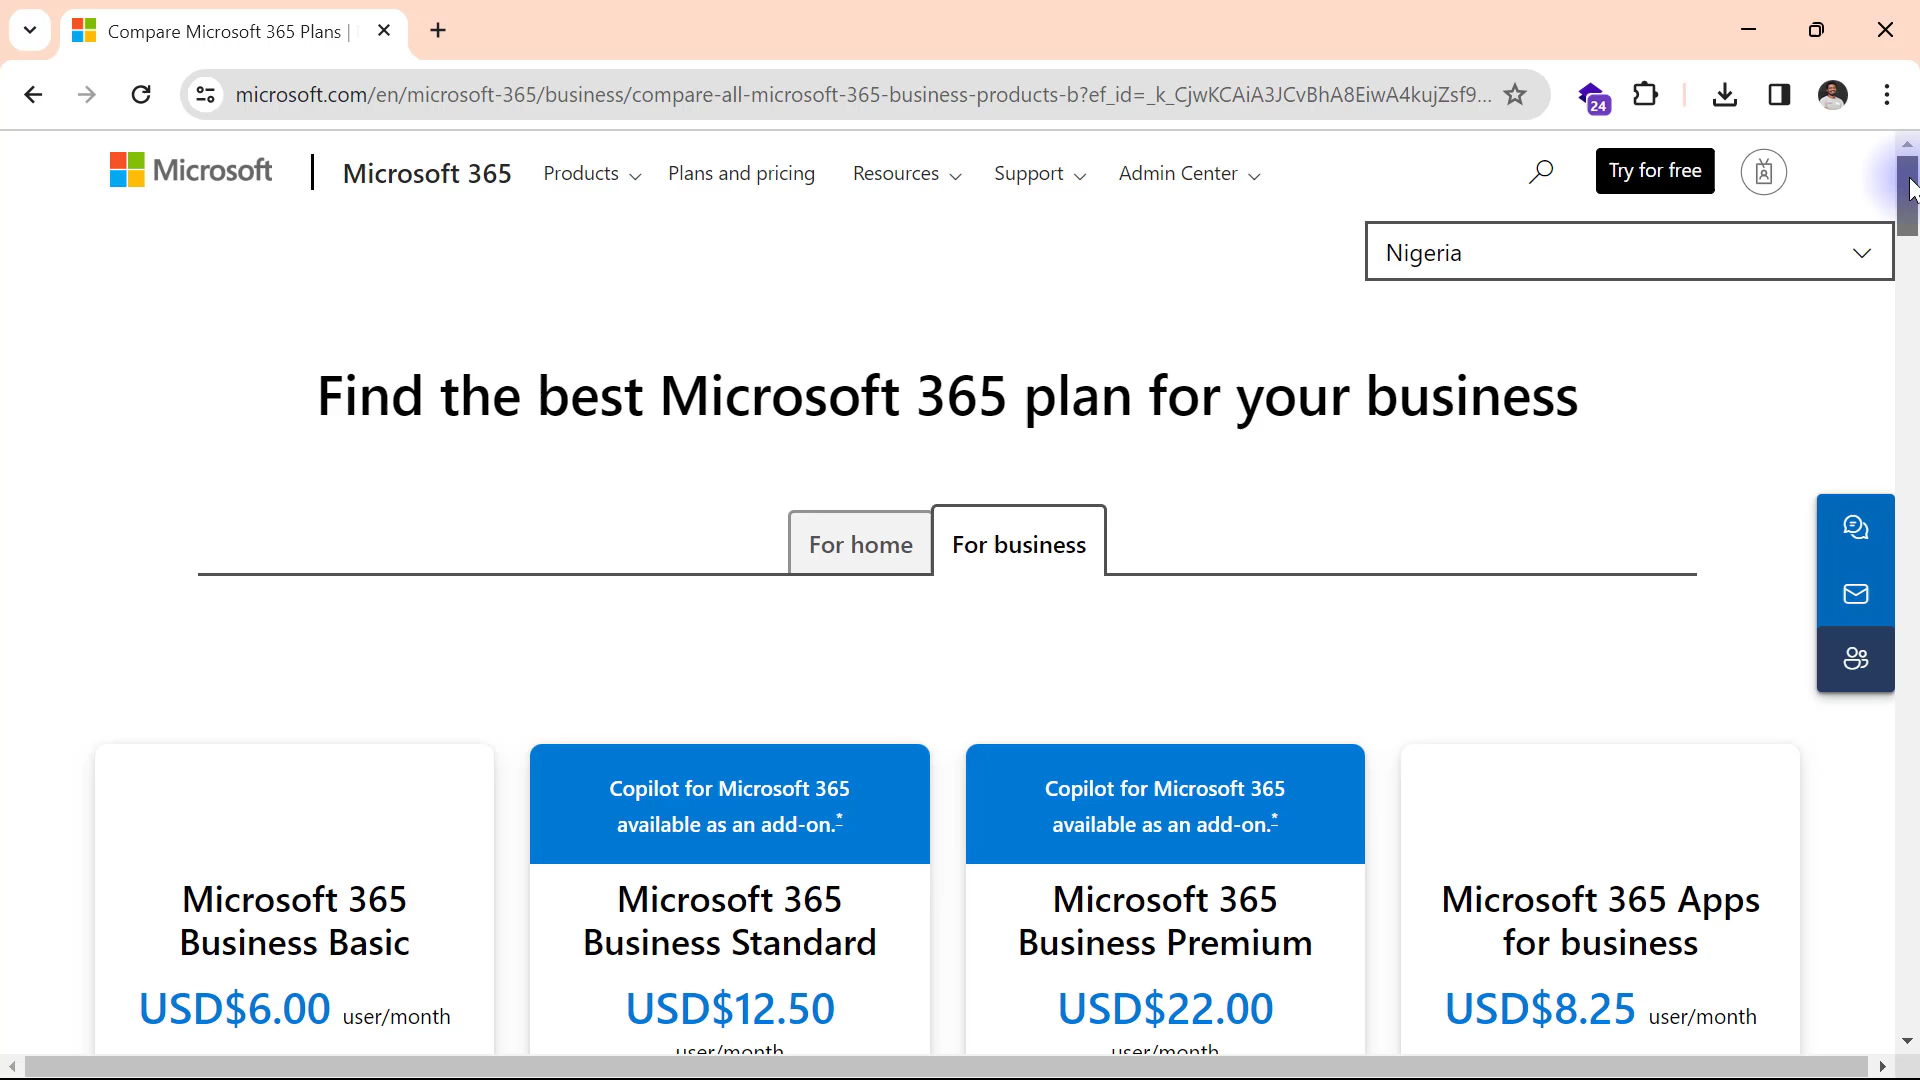 Compare Microsoft 365 Plans |
microsoft.com/en/microsoft-365/business/compare-all-microsoft-365-business-products-b?ef_id=_k_CjwKCAiA3JCvBhA8EiwA4kujZsf9...
24
Microsoft
Microsoft 365
Products
Plans and pricing
Resources
Support
Admin Center
Try for free
Nigeria
Find the best Microsoft 365 plan for your business
For home
For business
Microsoft 365
Business Basic
USD$6.00 user/month
Copilot for Microsoft 365
available as an add-on.*
Microsoft 365
Business Standard
USD$12.50
user/month
Copilot for Microsoft 365
available as an add-on.*
Microsoft 365
Business Premium
USD$22.00
user/month
Microsoft 365 Apps
for business
USD$8.25 user/month